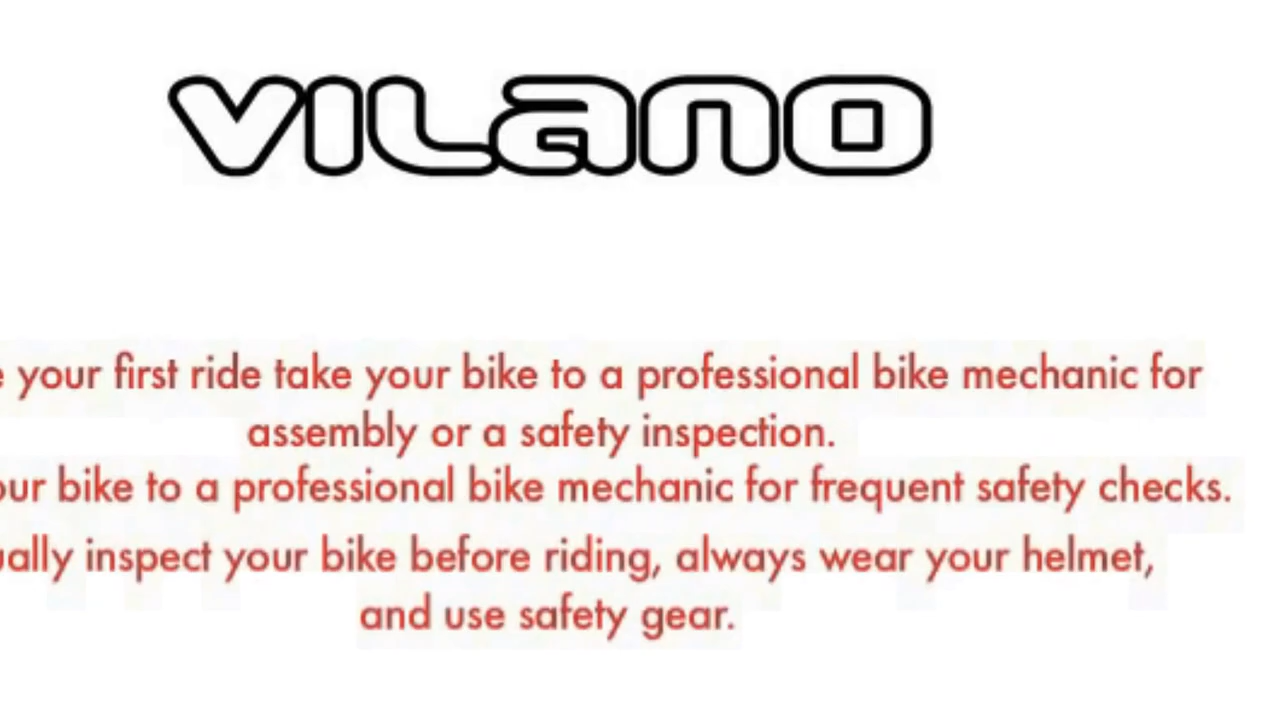 VILANO
your first ride take your bike to a professional bike mechanic for
assembly or a safety inspection.
bike to a professional bike mechanic for frequent safety checks.
inspect your bike before riding, always wear your helmet,
and use safety gear.